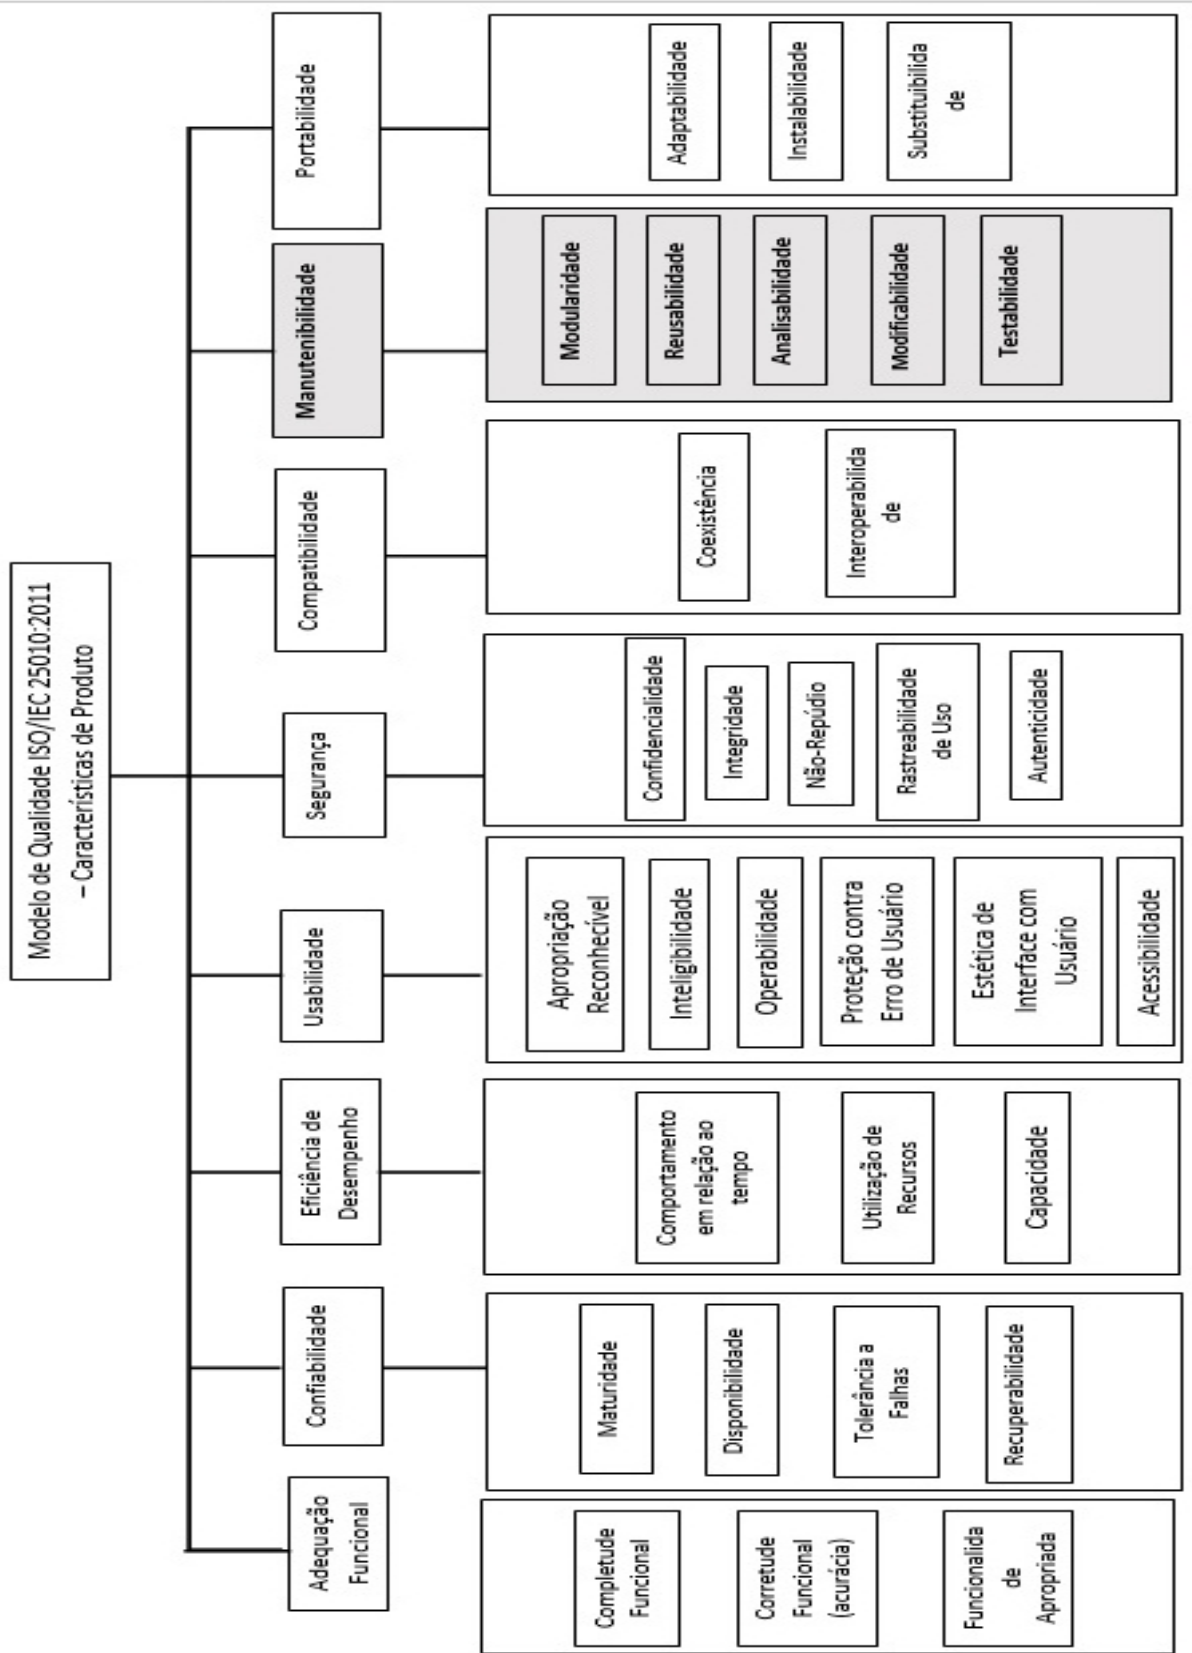 Modelo de Qualidade ISO/IEC 25010:2011
– Características de Produto
Adequação
Funcional
Completude
Funcional
Corretude
Funcional
(acurácia)
Funcionalida
de
Apropriada
Confiabilidade
Maturidade
Disponibilidade
Tolerância a
Falhas
Recuperabilidade
Eficiência de
Desempenho
Comportamento
em relação ao
tempo
Utilização de
Recursos
Capacidade
Usabilidade
Apropriação
Reconhecível
Inteligibilidade
Operabilidade
Proteção contra
Erro de Usuário
Estética de
Interface com
Usuário
Acessibilidade
Segurança
Confidencialidade
Integridade
Não-Repúdio
Rastreabilidade
de Uso
Autenticidade
Compatibilidade
Coexistência
Interoperabilida
de
Manutenibilidade
Modularidade
Reusabilidade
Analisabilidade
Modificabilidade
Testabilidade
Portabilidade
Adaptabilidade
Instalabilidade
Substituibilida
de